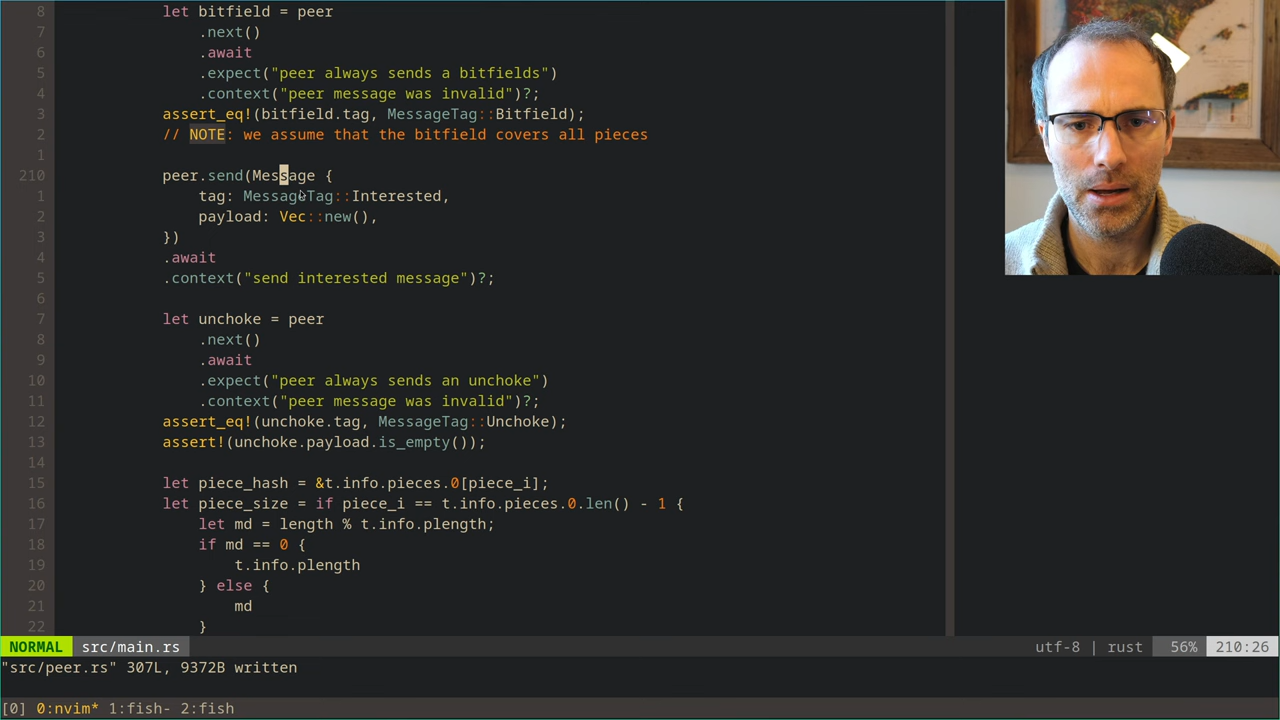 8 let bitfield = peer
7 .next()
6 .await
5 .expect("peer always sends a bitfields")
4 .context("peer message was invalid")?;
3 assert_eq!(bitfield.tag, MessageTag::Bitfield);
2 // NOTE: we assume that the bitfield covers all pieces
1
210 peer.send(Message {
1 tag: MessageTag::Interested,
2 payload: Vec::new(),
3 })
4 .await
5 .context("send interested message")?;
6
7 let unchoke = peer
8 .next()
9 .await
10 .expect("peer always sends an unchoke")
11 .context("peer message was invalid")?;
12 assert_eq!(unchoke.tag, MessageTag::Unchoke);
13 assert!(unchoke.payload.is_empty());
14
15 let piece_hash = &t.info.pieces.0[piece_i];
16 let piece_size = if piece_i == t.info.pieces.0.len() - 1 {
17 let md = length % t.info.plength;
18 if md == 0 {
19 t.info.plength
20 } else {
21 md
22 }
NORMAL src/main.rs utf-8 | rust 56% 210:26
"src/peer.rs" 307L, 9372B written
[0] 0:nvim* 1:fish- 2:fish